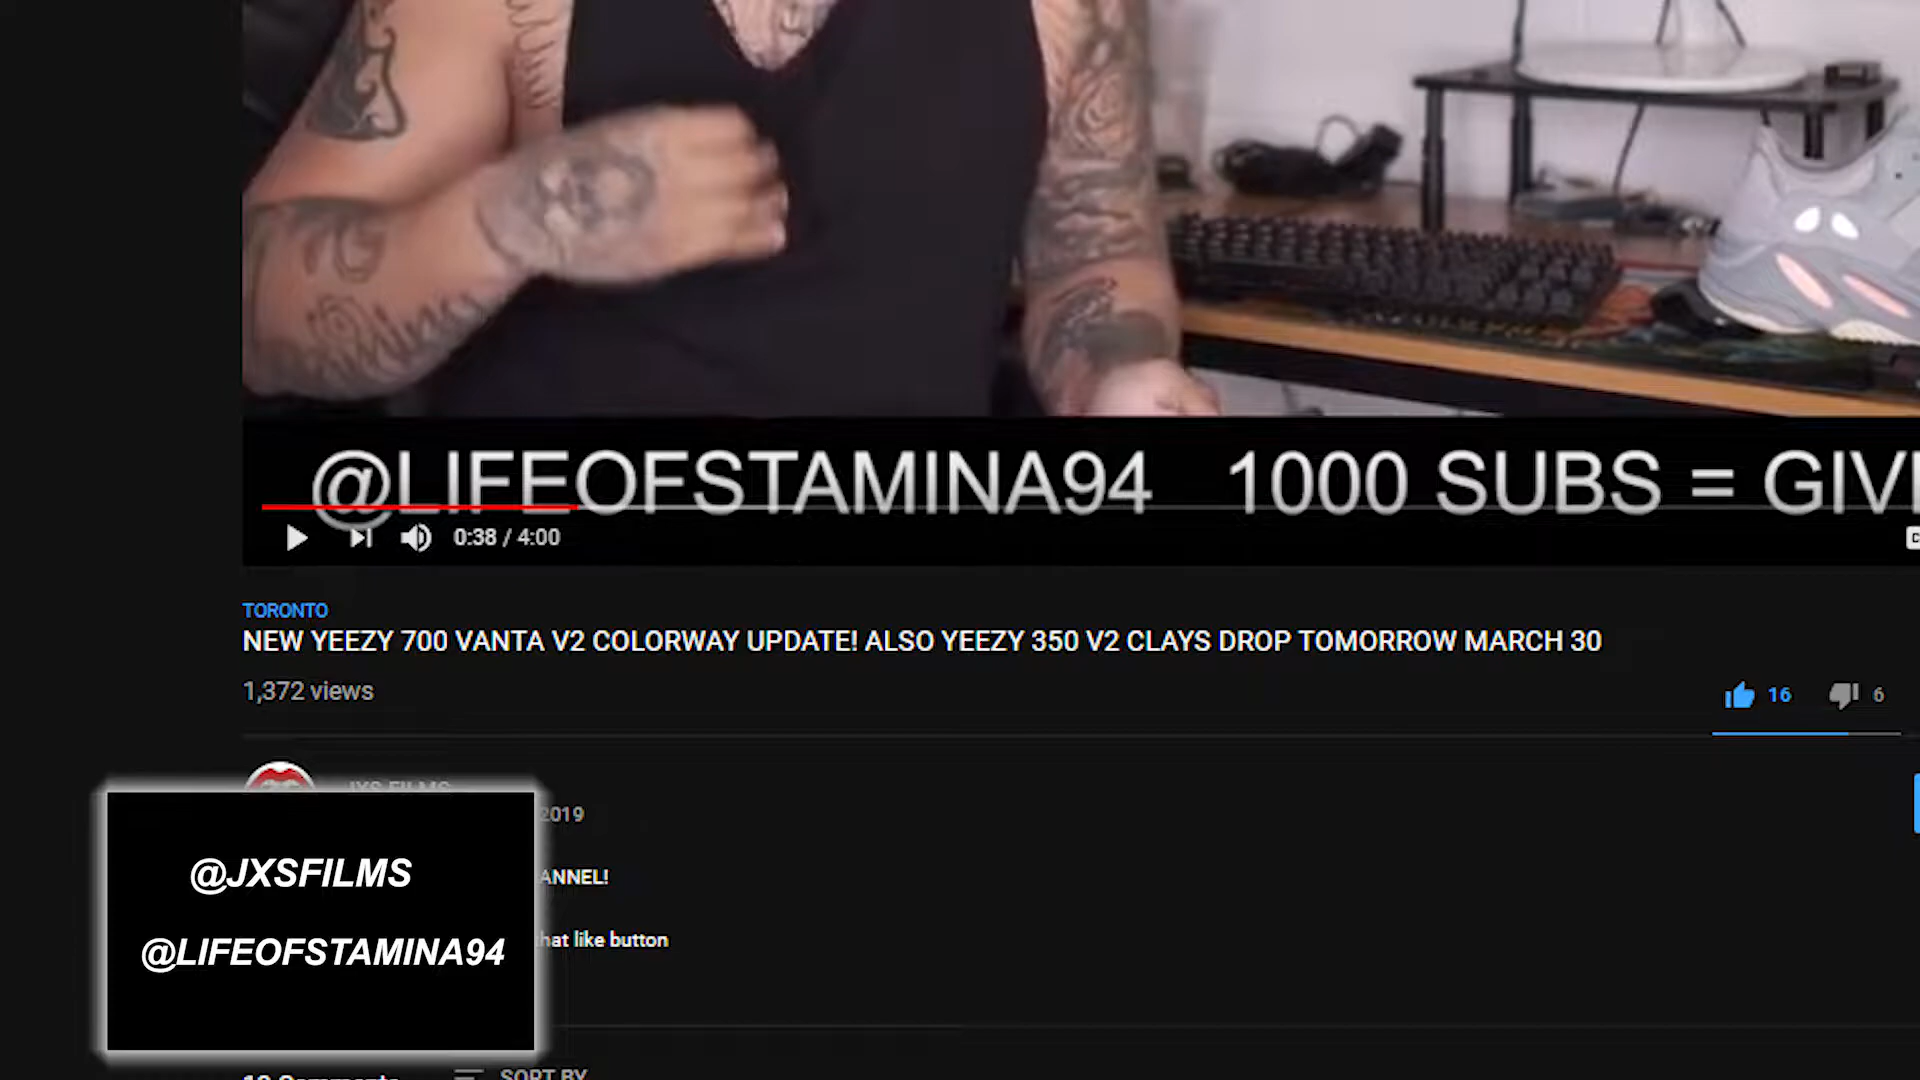 @LIFEOFSTAMINA94 1000 SUBS = GIV
0:38 / 4:00
TORONTO
NEW YEEZY 700 VANTA V2 COLORWAY UPDATE! ALSO YEEZY 350 V2 CLAYS DROP TOMORROW MARCH 30
1,372 views
16 6
JXS FILMS
2019
@JXSFILMS
ANNEL!
@LIFEOFSTAMINA94
hat like button
SORT BY